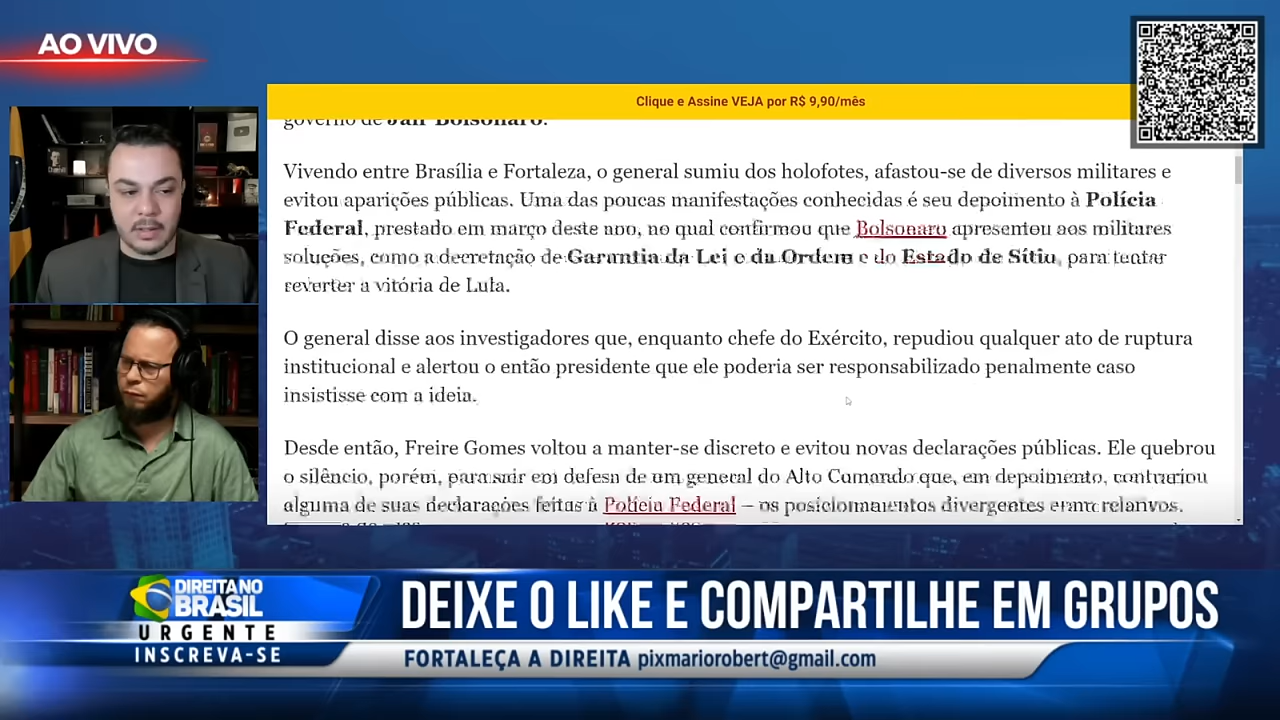 AO VIVO
Clique e Assine VEJA por R$ 9,90/mês
governo de Jair Bolsonaro.
Vivendo entre Brasília e Fortaleza, o general sumiu dos holofotes, afastou-se de diversos militares e
evitou aparições públicas. Uma das poucas manifestações conhecidas é seu depoimento à Polícia
Federal, prestado em março deste ano, no qual confirmou que Bolsonaro apresentou aos militares
soluções, como a decretação de Garantia da Lei e da Ordem e do Estado de Sítio, para tentar
reverter a vitória de Lula.
O general disse aos investigadores que, enquanto chefe do Exército, repudiou qualquer ato de ruptura
institucional e alertou o então presidente que ele poderia ser responsabilizado penalmente caso
insistisse com a ideia.
Desde então, Freire Gomes voltou a manter-se discreto e evitou novas declarações públicas. Ele quebrou
o silêncio, porém, para sair em defesa de um general do Alto Comando que, em depoimento, contrariou
alguma de suas declarações feitas à Polícia Federal – os posicionamentos divergentes eram relativos.
DIREITA NO
BRASIL
URGENTE
INSCREVA-SE
DEIXE O LIKE E COMPARTILHE EM GRUPOS
FORTALEÇA A DIREITA pixmariorobert@gmail.com